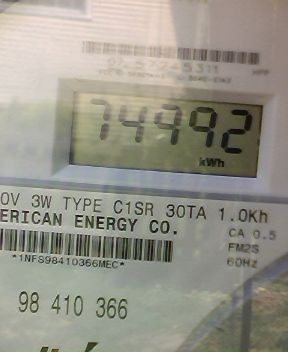 74992
kWh
OV 3W TYPE C1SR 30TA 1.0Kh
ERICAN ENERGY CO.
CA 0.5
FM2S
60Hz
*1NFS98410366MEC*
98 410 366